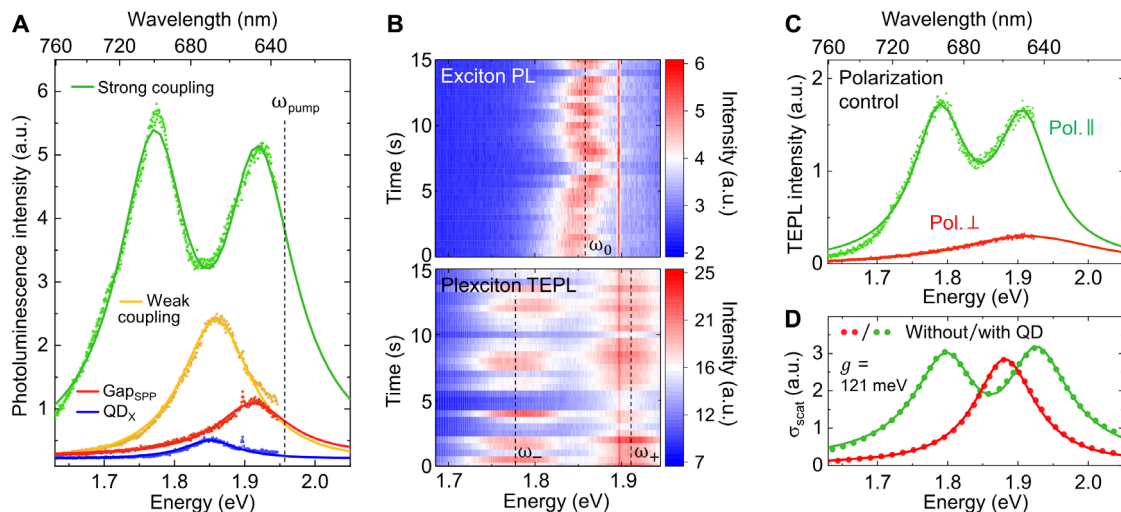 A
Wavelength (nm)
760 720 680 640
Strong coupling
ω_pump
Weak
coupling
Gap_SPP
QD_X
Photoluminescence intensity (a.u.)
5
4
3
2
1
1.7 1.8 1.9 2.0
Energy (eV)
B
Exciton PL
ω_0
Time (s)
15
10
5
0
Intensity (a.u.)
6
5
4
3
2
Plexciton TEPL
ω_− ω_+
Time (s)
15
10
5
0
Intensity (a.u.)
25
22
19
16
13
10
7
1.7 1.8 1.9
Energy (eV)
C
Wavelength (nm)
760 720 680 640
Polarization
control
Pol. ||
Pol. ⊥
TEPL intensity (a.u.)
2
1
0
1.7 1.8 1.9 2.0
Energy (eV)
D
/ Without/with QD
g =
121 meV
σ_scat (a.u.)
3
2
1
0
1.7 1.8 1.9 2.0
Energy (eV)